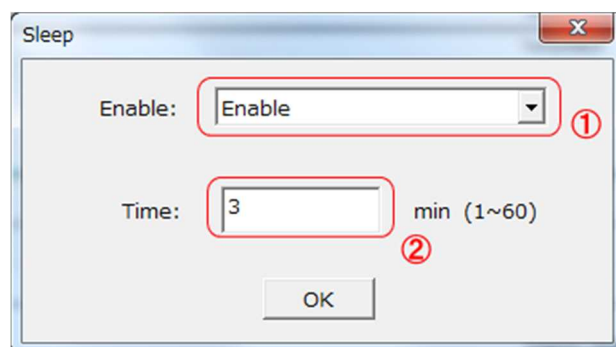 Sleep
Enable: Enable ①
Time: 3 min (1~60)
②
OK